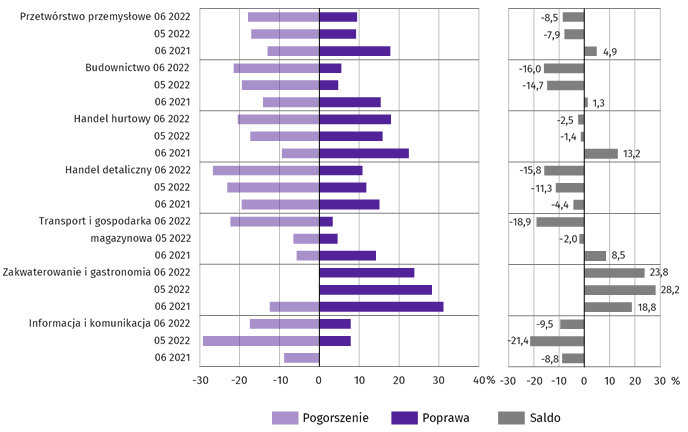 Przetwórstwo przemysłowe 06 2022 -8,5
05 2022 -7,9
06 2021 4,9
Budownictwo 06 2022 -16,0
05 2022 -14,7
06 2021 1,3
Handel hurtowy 06 2022 -2,5
05 2022 -1,4
06 2021 13,2
Handel detaliczny 06 2022 -15,8
05 2022 -11,3
06 2021 -4,4
Transport i gospodarka 06 2022 -18,9
magazynowa 05 2022 -2,0
06 2021 8,5
Zakwaterowanie i gastronomia 06 2022 23,8
05 2022 28,2
06 2021 18,8
Informacja i komunikacja 06 2022 -9,5
05 2022 -21,4
06 2021 -8,8
-30 -20 -10 0 10 20 30 40 % -30 -20 -10 0 10 20 30 %
Pogorszenie Poprawa Saldo